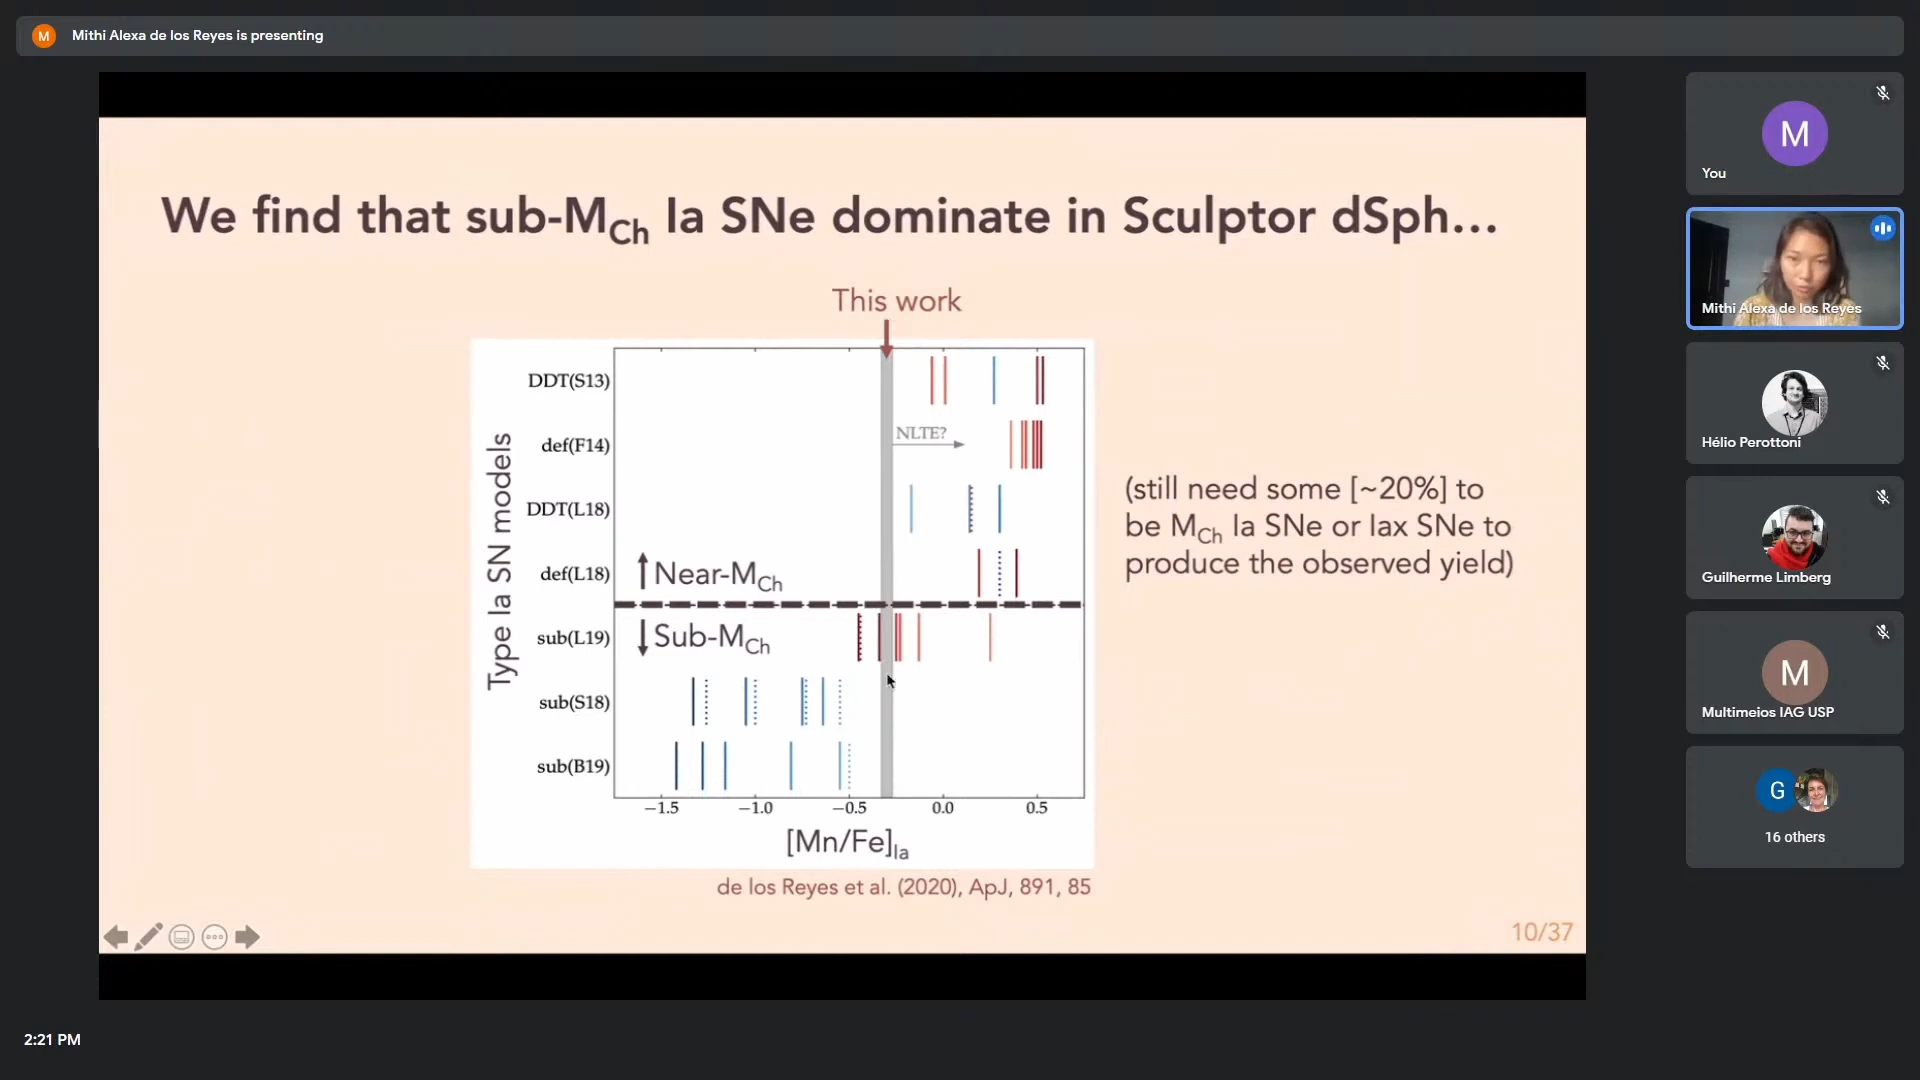 M Mithi Alexa de los Reyes is presenting
We find that sub-MCh Ia SNe dominate in Sculptor dSph...
This work
Type Ia SN models
DDT(S13)
def(F14)
NLTE?
DDT(L18)
def(L18)
Near-MCh
sub(L19)
Sub-MCh
sub(S18)
sub(B19)
−1.5 −1.0 −0.5 0.0 0.5
[Mn/Fe]Ia
de los Reyes et al. (2020), ApJ, 891, 85
(still need some [~20%] to
be MCh Ia SNe or Iax SNe to
produce the observed yield)
10/37
M
You
Mithi Alexa de los Reyes
Hélio Perottoni
Guilherme Limberg
M
Multimeios IAG USP
G
16 others
2:21 PM